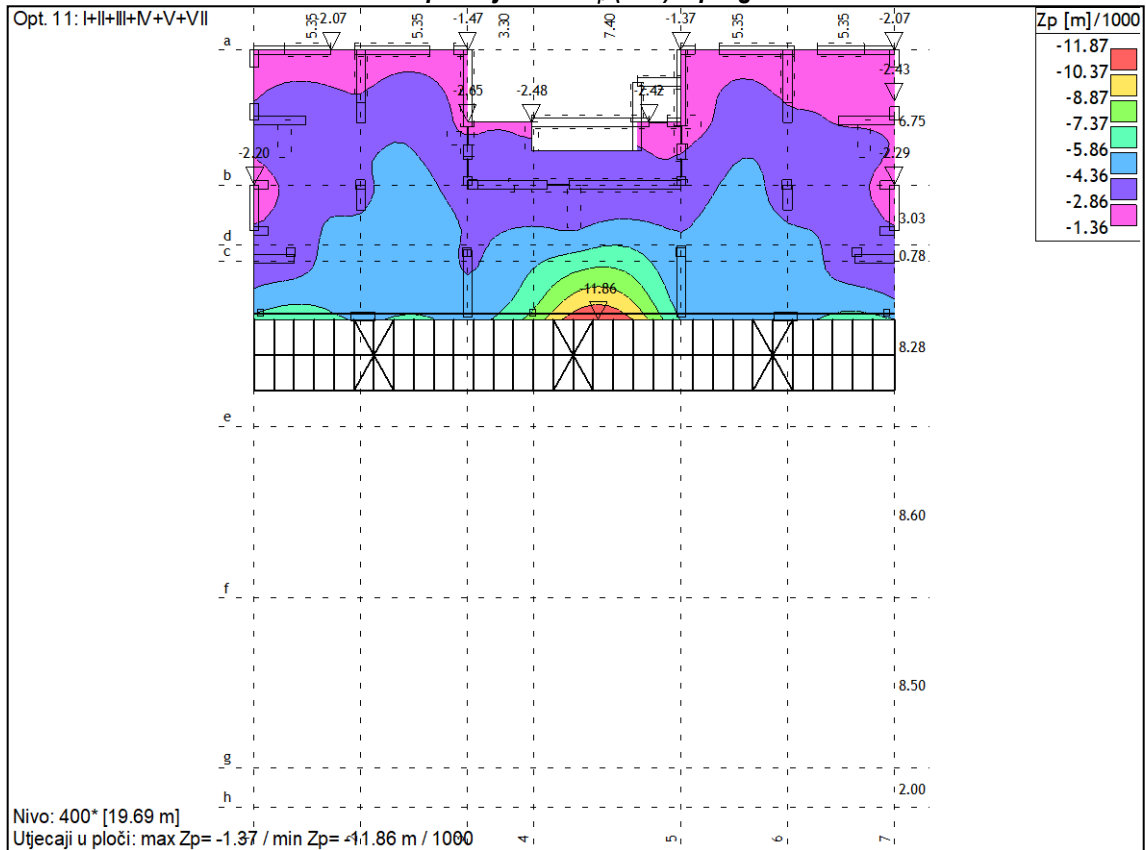 Opt. 11: I+II+III+IV+V+VII
5.35 -2.07 5.35 -1.47 3.30 7.40 -1.37 5.35 5.35 -2.07
Zp [m]/1000
-11.87
-10.37
-8.87
-7.37
-5.86
-4.36
-2.86
-1.36
a
-2.43
-2.65 -2.48 -2.42
6.75
-2.20 -2.29
b
3.03
d
c
0.78
-11.86
8.28
e
8.60
f
8.50
g
2.00
h
4 5 6 7
Nivo: 400* [19.69 m]
Utjecaji u ploči: max Zp= -1.37 / min Zp= -11.86 m / 1000